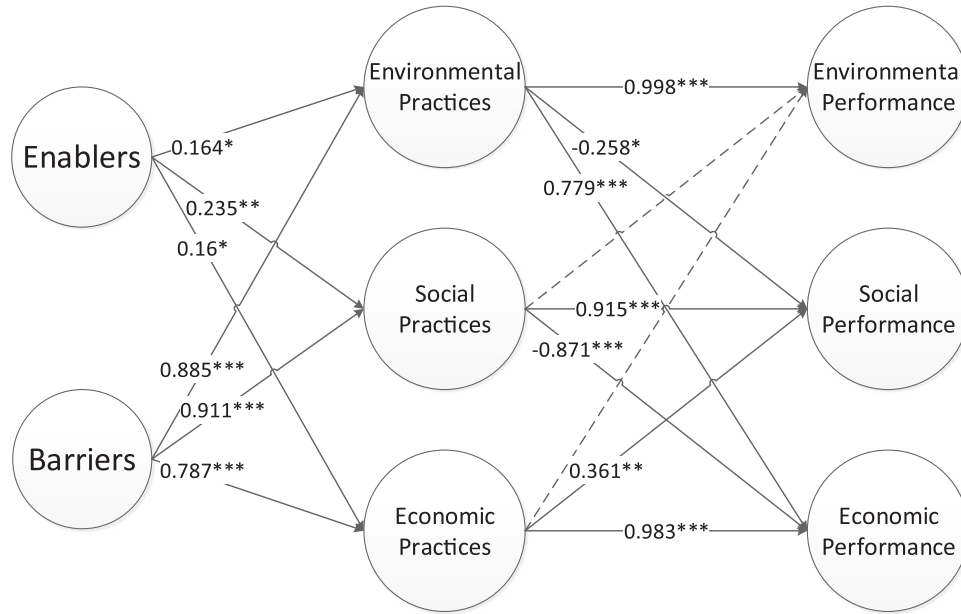 Environmental
Practices
Environmenta
Performance
Enablers
0.164*
0.235**
0.16*
0.998***
-0.258*
0.779***
Social
Practices
Social
Performance
0.915***
-0.871***
Barriers
0.885***
0.911***
0.787***
0.361**
Economic
Practices
0.983***
Economic
Performance